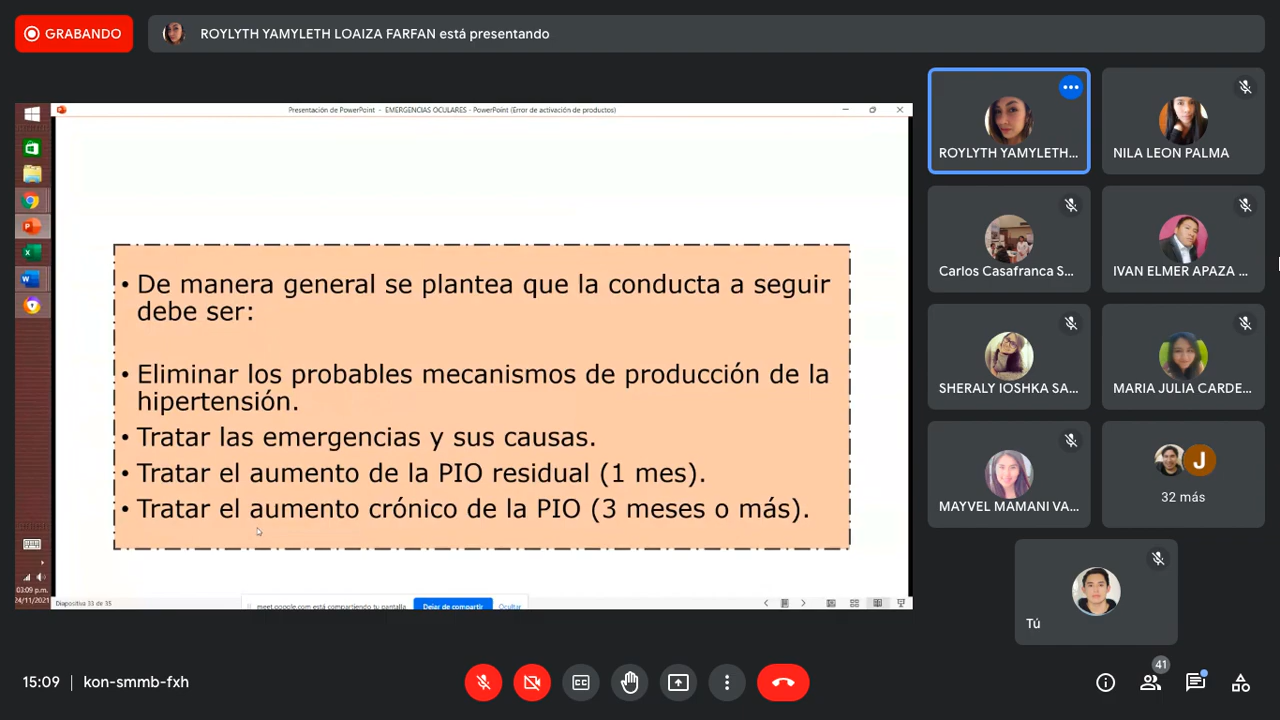 GRABANDO
ROYLYTH YAMYLETH LOAIZA FARFAN está presentando
Presentación de PowerPoint - EMERGENCIAS OCULARES - PowerPoint (Error de activación de productos)
• De manera general se plantea que la conducta a seguir
debe ser:
• Eliminar los probables mecanismos de producción de la
hipertensión.
• Tratar las emergencias y sus causas.
• Tratar el aumento de la PIO residual (1 mes).
• Tratar el aumento crónico de la PIO (3 meses o más).
03:09 p.m.
24/11/2021
Diapositiva 33 de 35
meet.google.com está compartiendo tu pantalla.
Dejar de compartir
Ocultar
ROYLYTH YAMYLETH...
NILA LEON PALMA
Carlos Casafranca S...
IVAN ELMER APAZA ...
SHERALY IOSHKA SA...
MARIA JULIA CARDE...
MAYVEL MAMANI VA...
J
32 más
Tú
15:09 | kon-smmb-fxh
CC
41